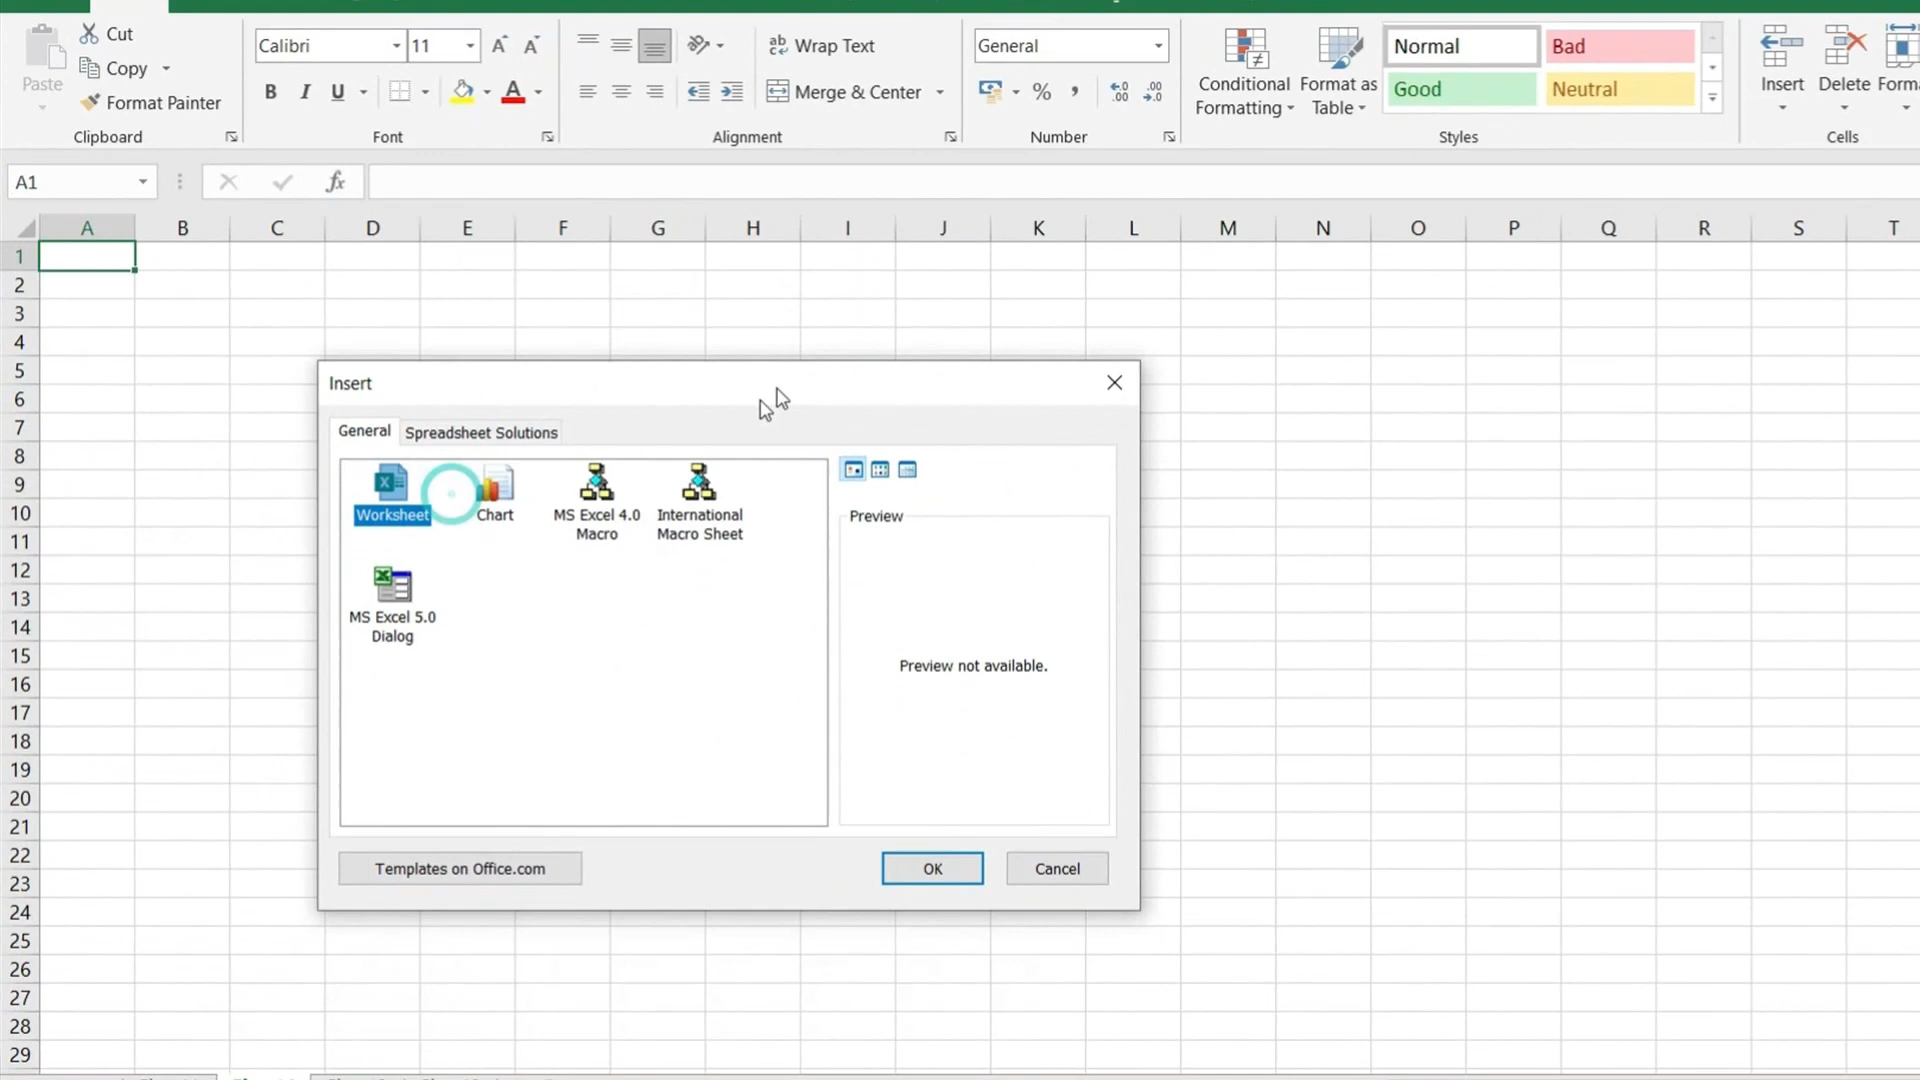 Cut
Calibri
11
Wrap Text
General
Normal
Bad
Paste
Copy
Conditional Formatting
Format as Table
Insert
Delete
Format Painter
B I U
A
Merge & Center
%
Good
Neutral
Clipboard
Font
Alignment
Number
Styles
Cells
A1
fx
A B C D E F G H I J K L M N O P Q R S T
1
2
3
4
5
6
7
8
9
10
11
12
13
14
15
16
17
18
19
20
21
22
23
24
25
26
27
28
29
Insert
General
Spreadsheet Solutions
Worksheet
Chart
MS Excel 4.0
Macro
International
Macro Sheet
MS Excel 5.0
Dialog
Preview
Preview not available.
Templates on Office.com
OK
Cancel